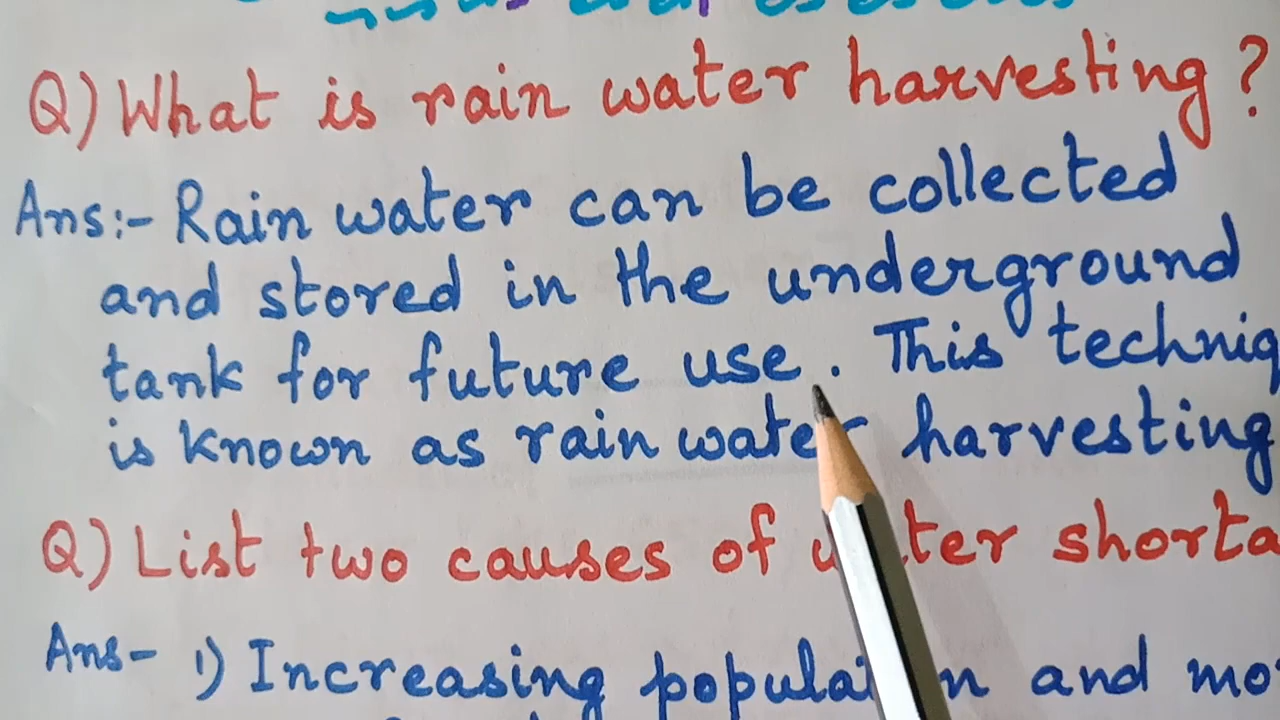 Q) What is rain water harvesting?
Ans:- Rain water can be collected
and stored in the underground
tank for future use. This techniq
is known as rain water harvesting
Q) List two causes of water shorta
Ans- 1) Increasing population and mo